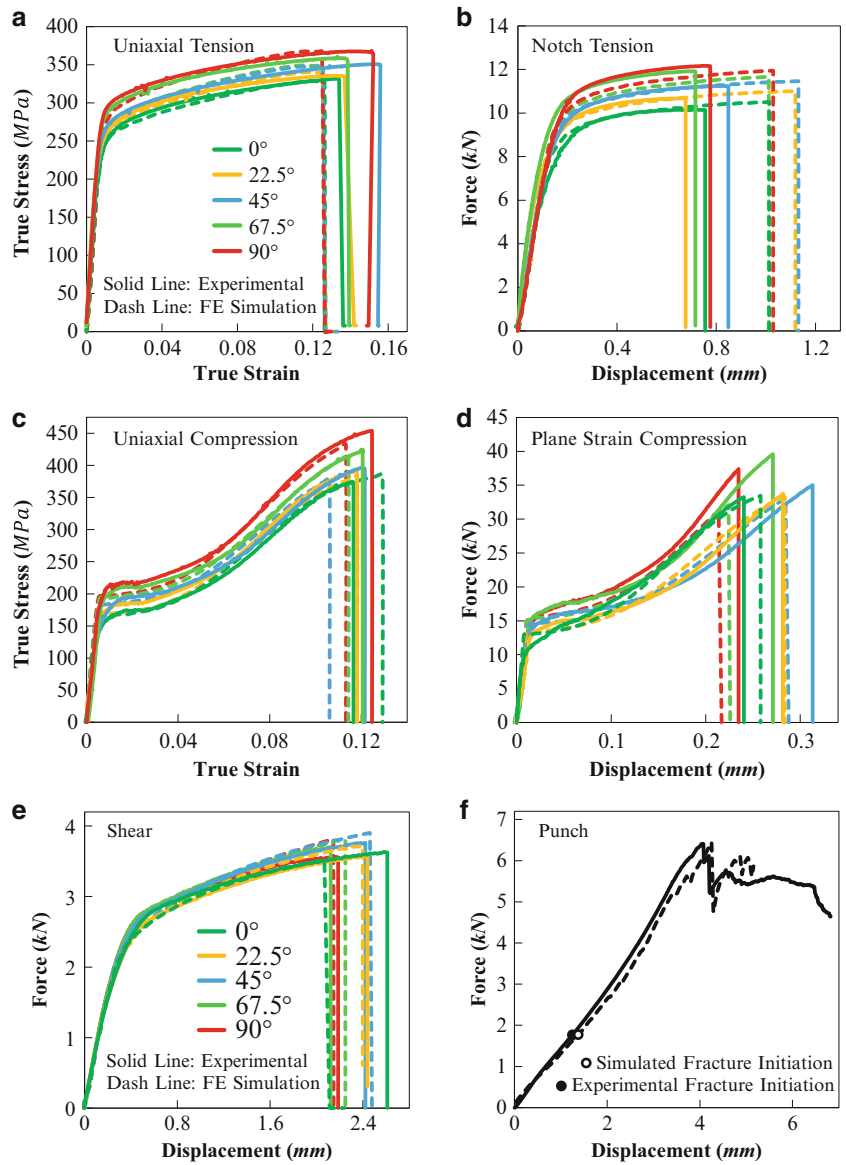 a
Uniaxial Tension
True Stress (MPa)
400
350
300
250
200
150
100
50
0
0°
22.5°
45°
67.5°
90°
Solid Line: Experimental
Dash Line: FE Simulation
0 0.04 0.08 0.12 0.16
True Strain
b
Notch Tension
Force (kN)
14
12
10
8
6
4
2
0
0 0.4 0.8 1.2
Displacement (mm)
c
Uniaxial Compression
True Stress (MPa)
450
400
350
300
250
200
150
100
50
0
0 0.04 0.08 0.12
True Strain
d
Plane Strain Compression
Force (kN)
45
40
35
30
25
20
15
10
5
0
0 0.1 0.2 0.3
Displacement (mm)
e
Shear
Force (kN)
4
3
2
1
0
0°
22.5°
45°
67.5°
90°
Solid Line: Experimental
Dash Line: FE Simulation
0 0.8 1.6 2.4
Displacement (mm)
f
Punch
Force (kN)
7
6
5
4
3
2
1
0
Simulated Fracture Initiation
Experimental Fracture Initiation
0 2 4 6
Displacement (mm)